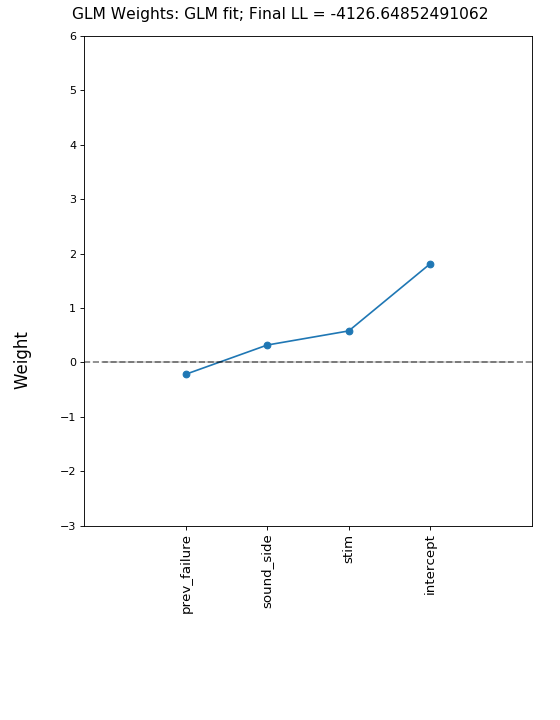 GLM Weights: GLM fit; Final LL = -4126.64852491062
6
5
4
3
2
1
0
−1
−2
−3
Weight
prev_failure
sound_side
stim
intercept